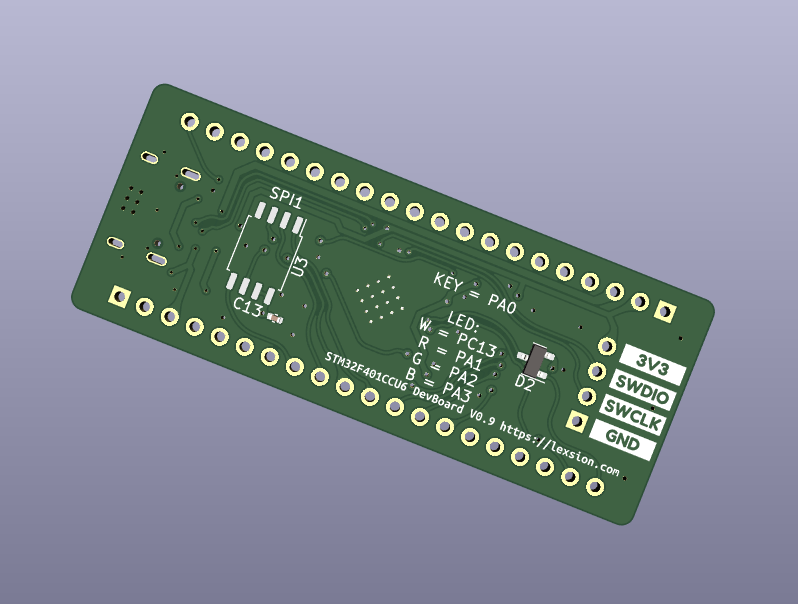 SPI1
U3
C13
KEY = PA0
LED:
W = PC13
R = PA1
G = PA2
B = PA3
D2
3V3
SWDIO
SWCLK
GND
STM32F401CCU6 DevBoard V0.9 https://lexsion.com